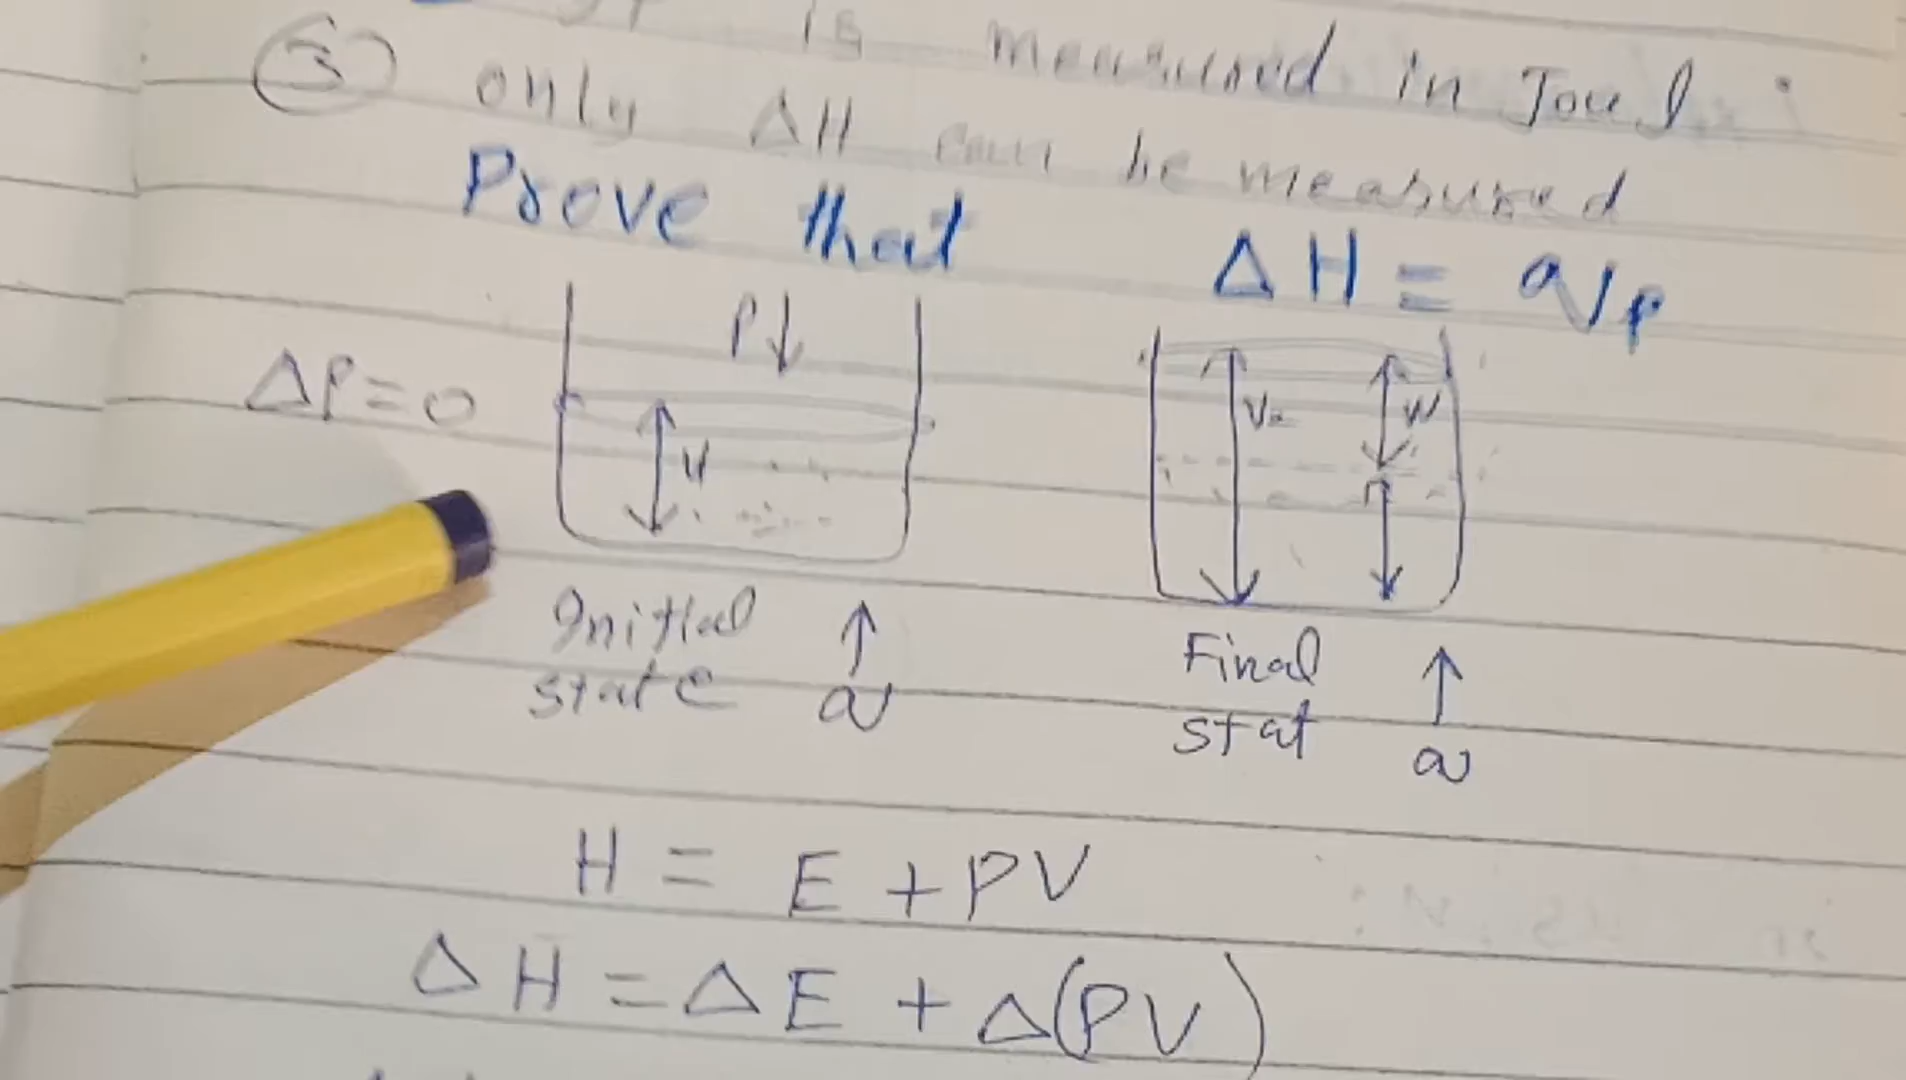 is measured in Joul
③ only ΔH can be measured
Prove that ΔH = qp
P↓
ΔP=0
V₂ W
Initial ↑
state q
Final ↑
stat q
H = E + PV
ΔH = ΔE + Δ(PV)